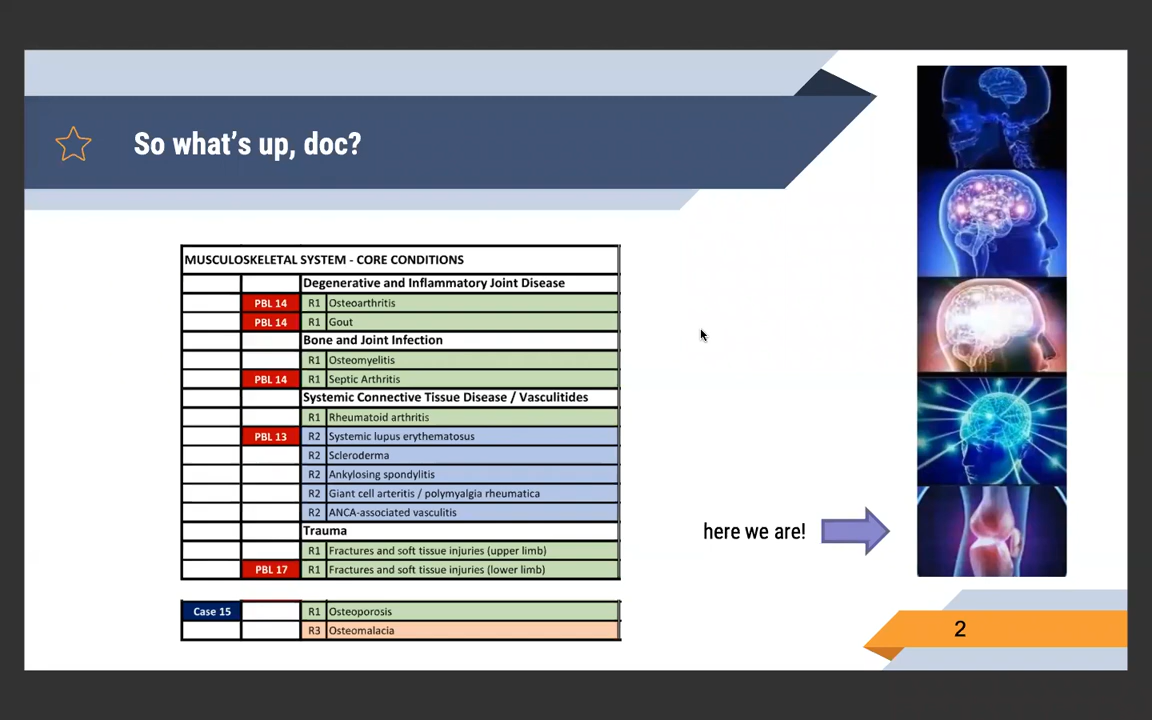 So what's up, doc?
MUSCULOSKELETAL SYSTEM - CORE CONDITIONS
Degenerative and Inflammatory Joint Disease
PBL 14 R1 Osteoarthritis
PBL 14 R1 Gout
Bone and Joint Infection
R1 Osteomyelitis
PBL 14 R1 Septic Arthritis
Systemic Connective Tissue Disease / Vasculitides
R1 Rheumatoid arthritis
PBL 13 R2 Systemic lupus erythematosus
R2 Scleroderma
R2 Ankylosing spondylitis
R2 Giant cell arteritis / polymyalgia rheumatica
R2 ANCA-associated vasculitis
Trauma
R1 Fractures and soft tissue injuries (upper limb)
PBL 17 R1 Fractures and soft tissue injuries (lower limb)
Case 15 R1 Osteoporosis
R3 Osteomalacia
here we are!
2